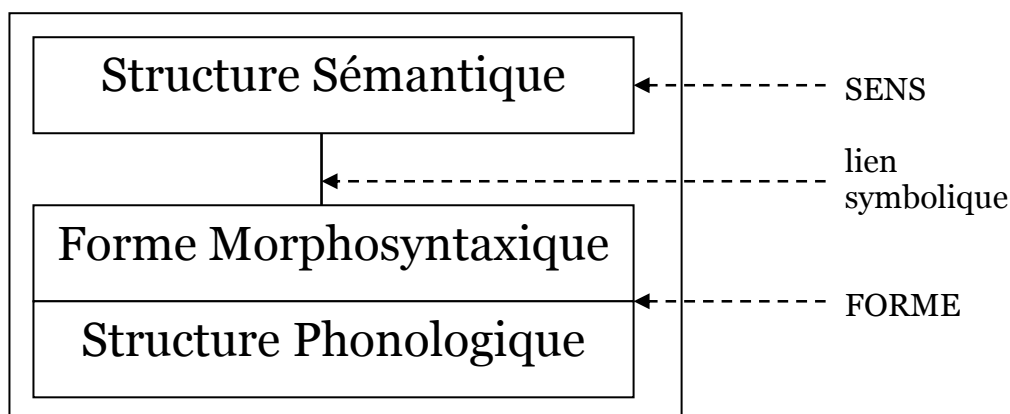 Structure Sémantique
SENS
lien
symbolique
Forme Morphosyntaxique
FORME
Structure Phonologique